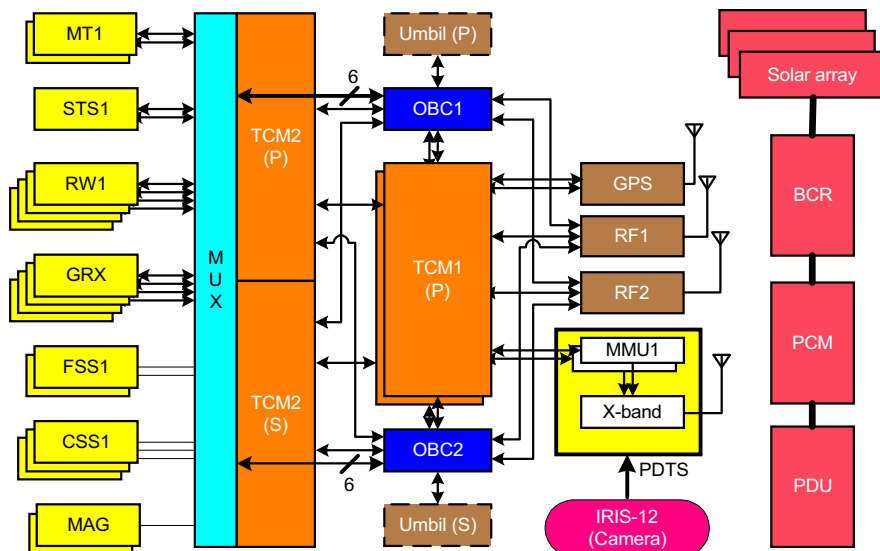 MT1
STS1
RW1
GRX
FSS1
CSS1
MAG
M
U
X
TCM2
(P)
TCM2
(S)
6
6
Umbil (P)
OBC1
TCM1
(P)
OBC2
Umbil (S)
GPS
RF1
RF2
MMU1
X-band
PDTS
IRIS-12
(Camera)
Solar array
BCR
PCM
PDU